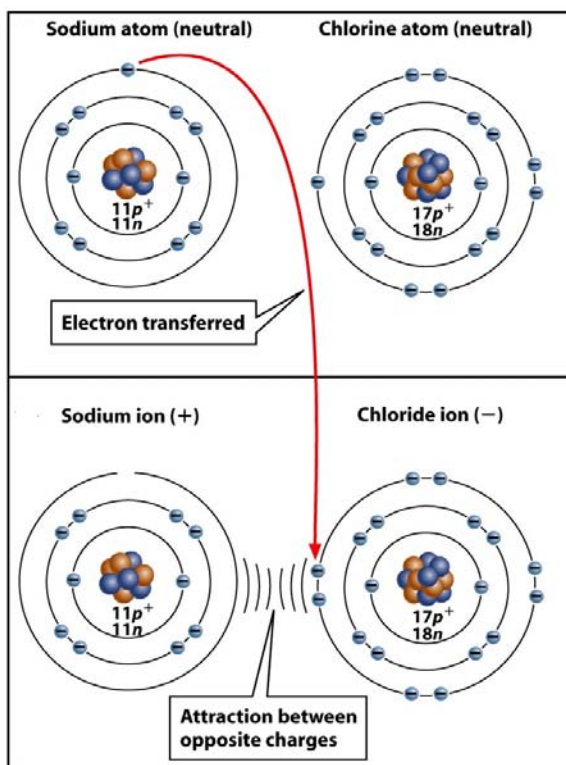 Sodium atom (neutral)
Chlorine atom (neutral)
11p⁺
11n
17p⁺
18n
Electron transferred
Sodium ion (+)
Chloride ion (−)
11p⁺
11n
17p⁺
18n
Attraction between
opposite charges